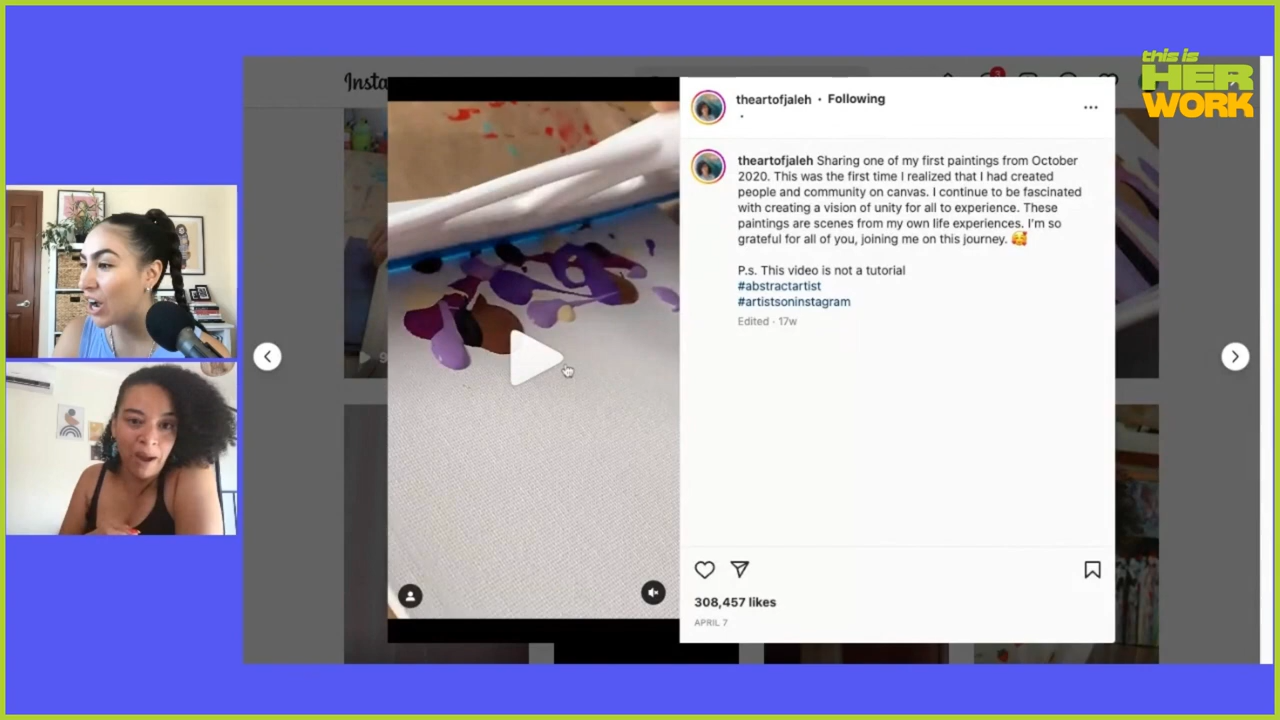 this is
HER
WORK
Insta
3
theartofjaleh • Following
theartofjaleh Sharing one of my first paintings from October
2020. This was the first time I realized that I had created
people and community on canvas. I continue to be fascinated
with creating a vision of unity for all to experience. These
paintings are scenes from my own life experiences. I'm so
grateful for all of you, joining me on this journey. 🥰
P.s. This video is not a tutorial
#abstractartist
#artistsoninstagram
Edited · 17w
9
308,457 likes
APRIL 7